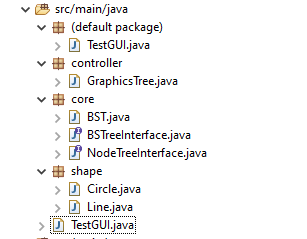 src/main/java
(default package)
TestGUI.java
controller
GraphicsTree.java
core
BST.java
BSTreeInterface.java
NodeTreeInterface.java
shape
Circle.java
Line.java
TestGUI.java